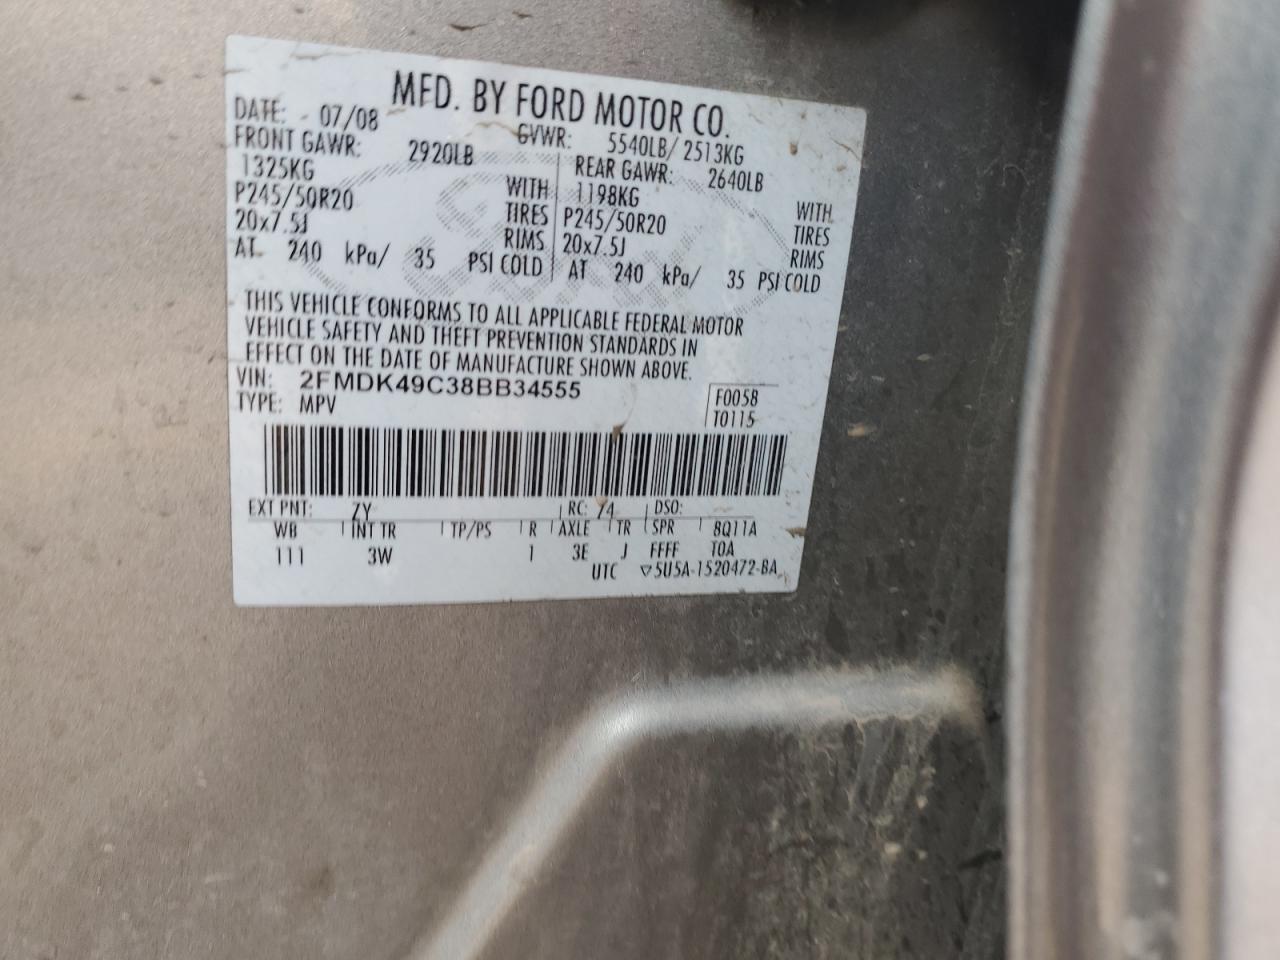 MFD. BY FORD MOTOR CO.
DATE: 07/08 GVWR: 5540LB/ 2513KG
FRONT GAWR: 2920LB REAR GAWR: 2640LB
1325KG WITH 1198KG WITH
P245/50R20 TIRES P245/50R20 TIRES
20x7.5J RIMS 20x7.5J RIMS
AT 240 kPa/ 35 PSI COLD AT 240 kPa/ 35 PSI COLD
THIS VEHICLE CONFORMS TO ALL APPLICABLE FEDERAL MOTOR
VEHICLE SAFETY AND THEFT PREVENTION STANDARDS IN
EFFECT ON THE DATE OF MANUFACTURE SHOWN ABOVE.
VIN: 2FMDK49C38BB34555 F0058
TYPE: MPV T0115
EXT PNT: ZY RC: 74 DSO:
WB INT TR TP/PS R AXLE TR SPR 8Q11A
111 3W 1 3E J FFFF TOA
UTC ▽5U5A-1520472-BA